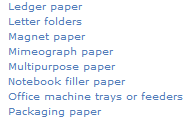 Ledger paper
Letter folders
Magnet paper
Mimeograph paper
Multipurpose paper
Notebook filler paper
Office machine trays or feeders
Packaging paper